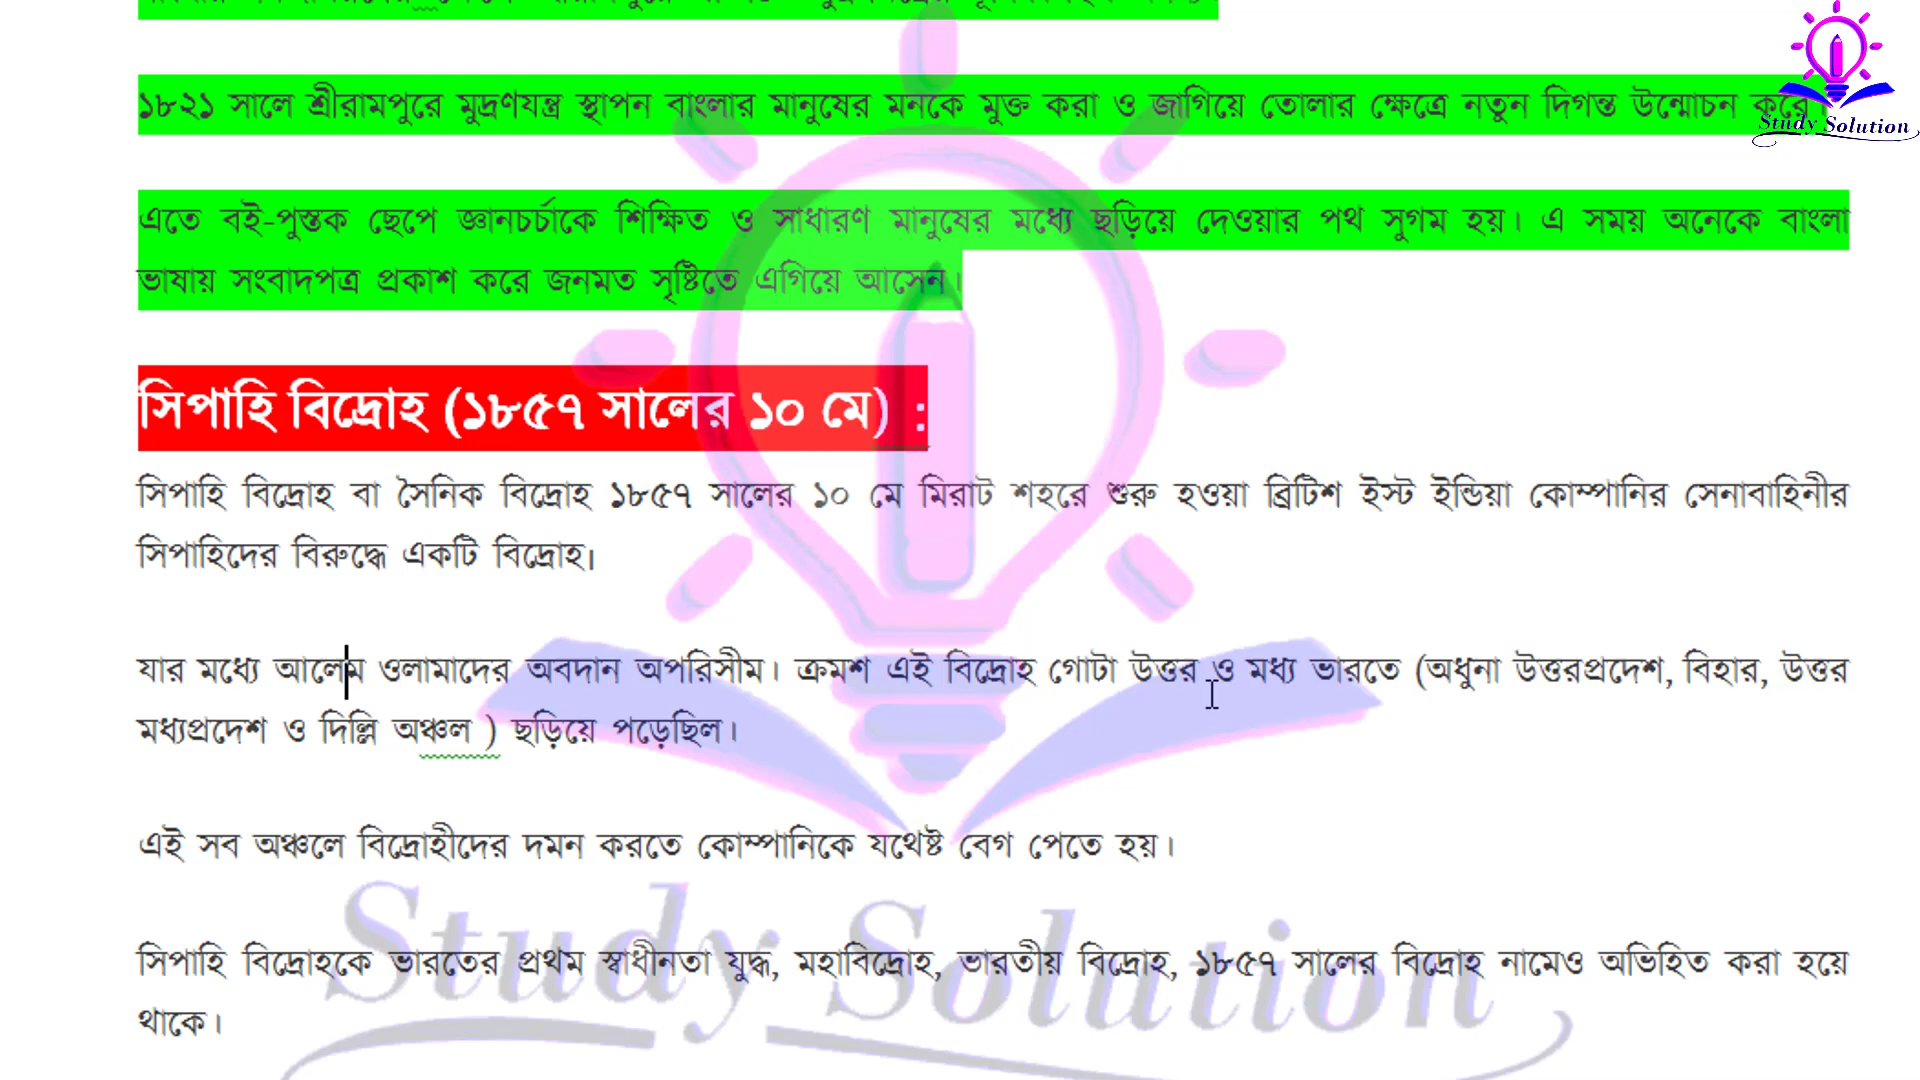 ১৮২১ সালে শ্রীরামপুরে মুদ্রণযন্ত্র স্থাপন বাংলার মানুষের মনকে মুক্ত করা ও জাগিয়ে তোলার ক্ষেত্রে নতুন দিগন্ত উন্মোচন করে।
Study Solution
এতে বই-পুস্তক ছেপে জ্ঞানচর্চাকে শিক্ষিত ও সাধারণ মানুষের মধ্যে ছড়িয়ে দেওয়ার পথ সুগম হয়। এ সময় অনেকে বাংলা
ভাষায় সংবাদপত্র প্রকাশ করে জনমত সৃষ্টিতে এগিয়ে আসেন।
সিপাহি বিদ্রোহ (১৮৫৭ সালের ১০ মে) :
সিপাহি বিদ্রোহ বা সৈনিক বিদ্রোহ ১৮৫৭ সালের ১০ মে মিরাট শহরে শুরু হওয়া ব্রিটিশ ইস্ট ইন্ডিয়া কোম্পানির সেনাবাহিনীর
সিপাহিদের বিরুদ্ধে একটি বিদ্রোহ।
যার মধ্যে আলেম ওলামাদের অবদান অপরিসীম। ক্রমশ এই বিদ্রোহ গোটা উত্তর ও মধ্য ভারতে (অধুনা উত্তরপ্রদেশ, বিহার, উত্তর
মধ্যপ্রদেশ ও দিল্লি অঞ্চল ) ছড়িয়ে পড়েছিল।
এই সব অঞ্চলে বিদ্রোহীদের দমন করতে কোম্পানিকে যথেষ্ট বেগ পেতে হয়।
সিপাহি বিদ্রোহকে ভারতের প্রথম স্বাধীনতা যুদ্ধ, মহাবিদ্রোহ, ভারতীয় বিদ্রোহ, ১৮৫৭ সালের বিদ্রোহ নামেও অভিহিত করা হয়ে
থাকে।
Study Solution